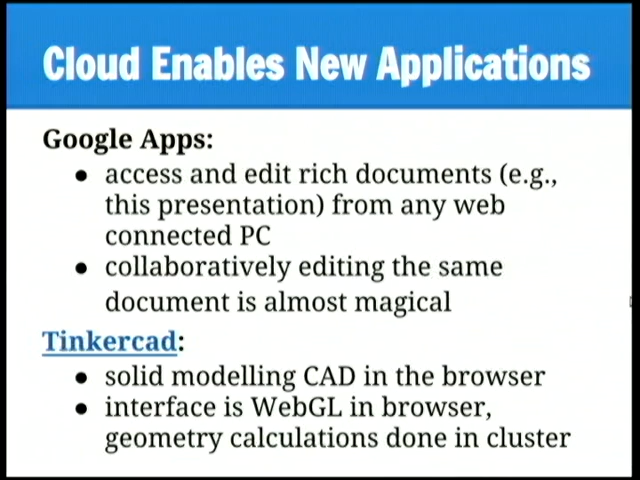 Cloud Enables New Applications
Google Apps:
● access and edit rich documents (e.g.,
this presentation) from any web
connected PC
● collaboratively editing the same
document is almost magical
Tinkercad:
● solid modelling CAD in the browser
● interface is WebGL in browser,
geometry calculations done in cluster